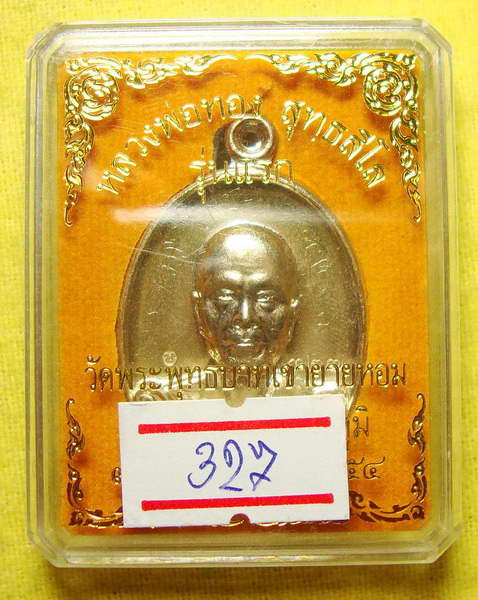 หลวงพ่อทอง สุทธสีโล
รุ่นแรก
วัดพระพุทธบาทเขายายหอม
327